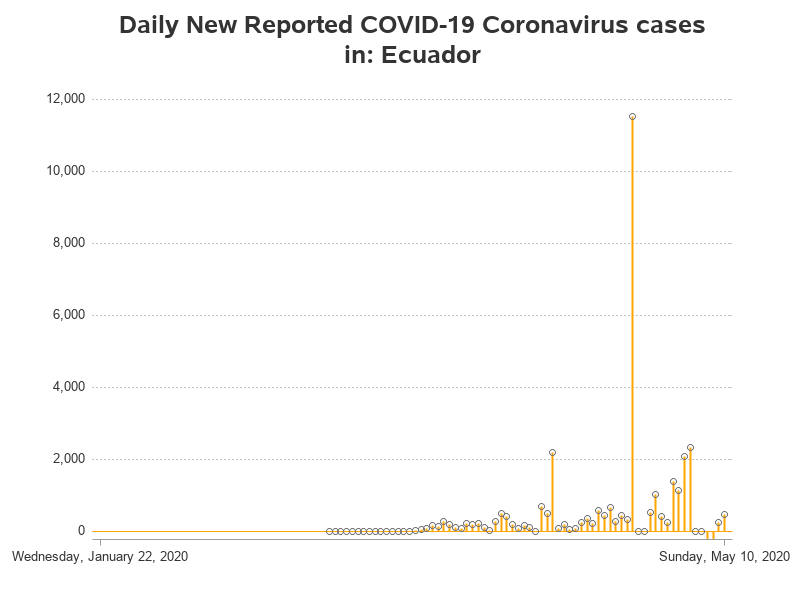 Daily New Reported COVID-19 Coronavirus cases
in: Ecuador
12,000
10,000
8,000
6,000
4,000
2,000
0
Wednesday, January 22, 2020
Sunday, May 10, 2020